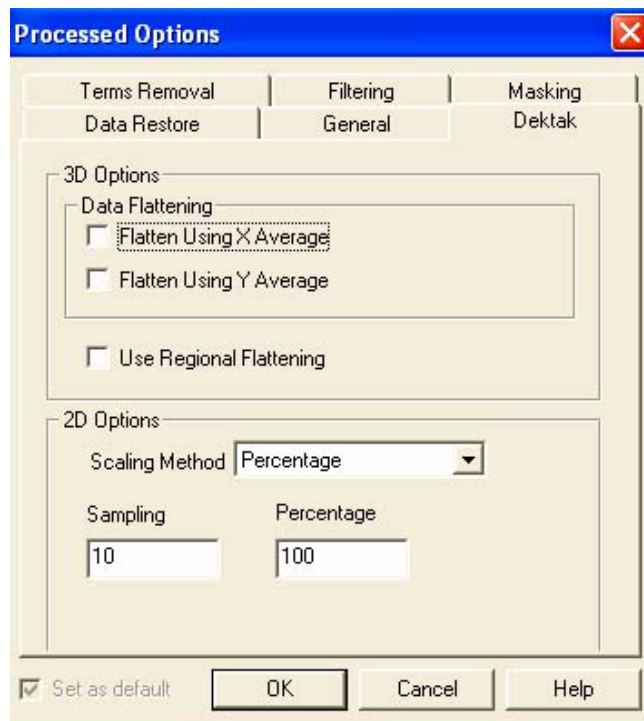 Processed Options
Terms Removal Filtering Masking
Data Restore General Dektak
3D Options
Data Flattening
Flatten Using X Average
Flatten Using Y Average
Use Regional Flattening
2D Options
Scaling Method Percentage
Sampling Percentage
10 100
Set as default OK Cancel Help